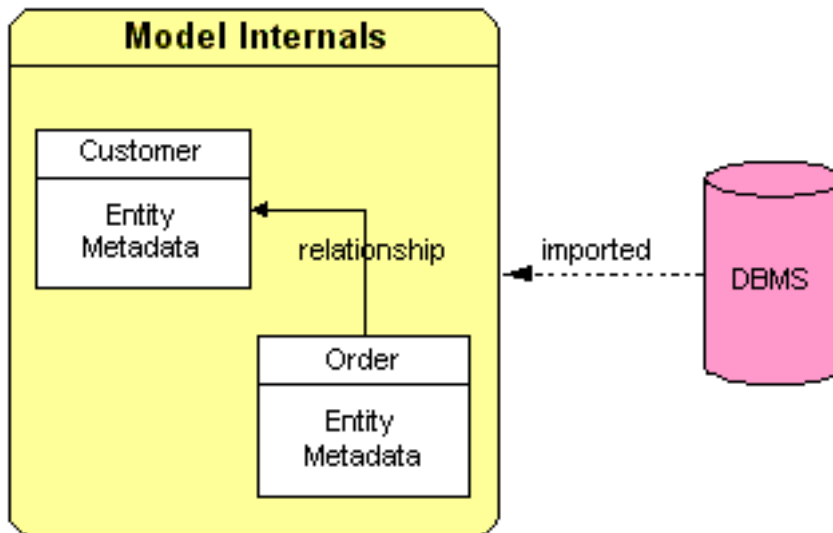 Model Internals
Customer
Entity
Metadata
relationship
imported
DBMS
Order
Entity
Metadata